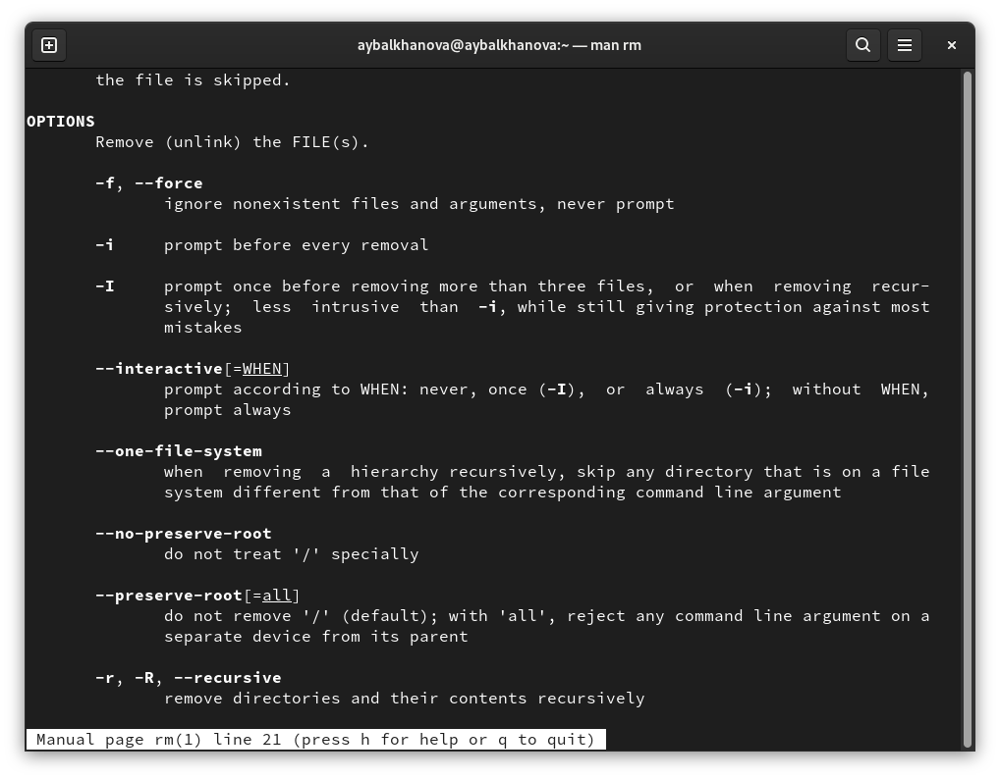 aybalkhanova@aybalkhanova:~ — man rm
the file is skipped.
OPTIONS
Remove (unlink) the FILE(s).
-f, --force
ignore nonexistent files and arguments, never prompt
-i     prompt before every removal
-I     prompt once before removing more than three files,  or  when  removing  recur-
sively;  less  intrusive  than  -i, while still giving protection against most
mistakes
--interactive[=WHEN]
prompt according to WHEN: never, once (-I),  or  always  (-i);  without  WHEN,
prompt always
--one-file-system
when  removing  a  hierarchy recursively, skip any directory that is on a file
system different from that of the corresponding command line argument
--no-preserve-root
do not treat '/' specially
--preserve-root[=all]
do not remove '/' (default); with 'all', reject any command line argument on a
separate device from its parent
-r, -R, --recursive
remove directories and their contents recursively
Manual page rm(1) line 21 (press h for help or q to quit)